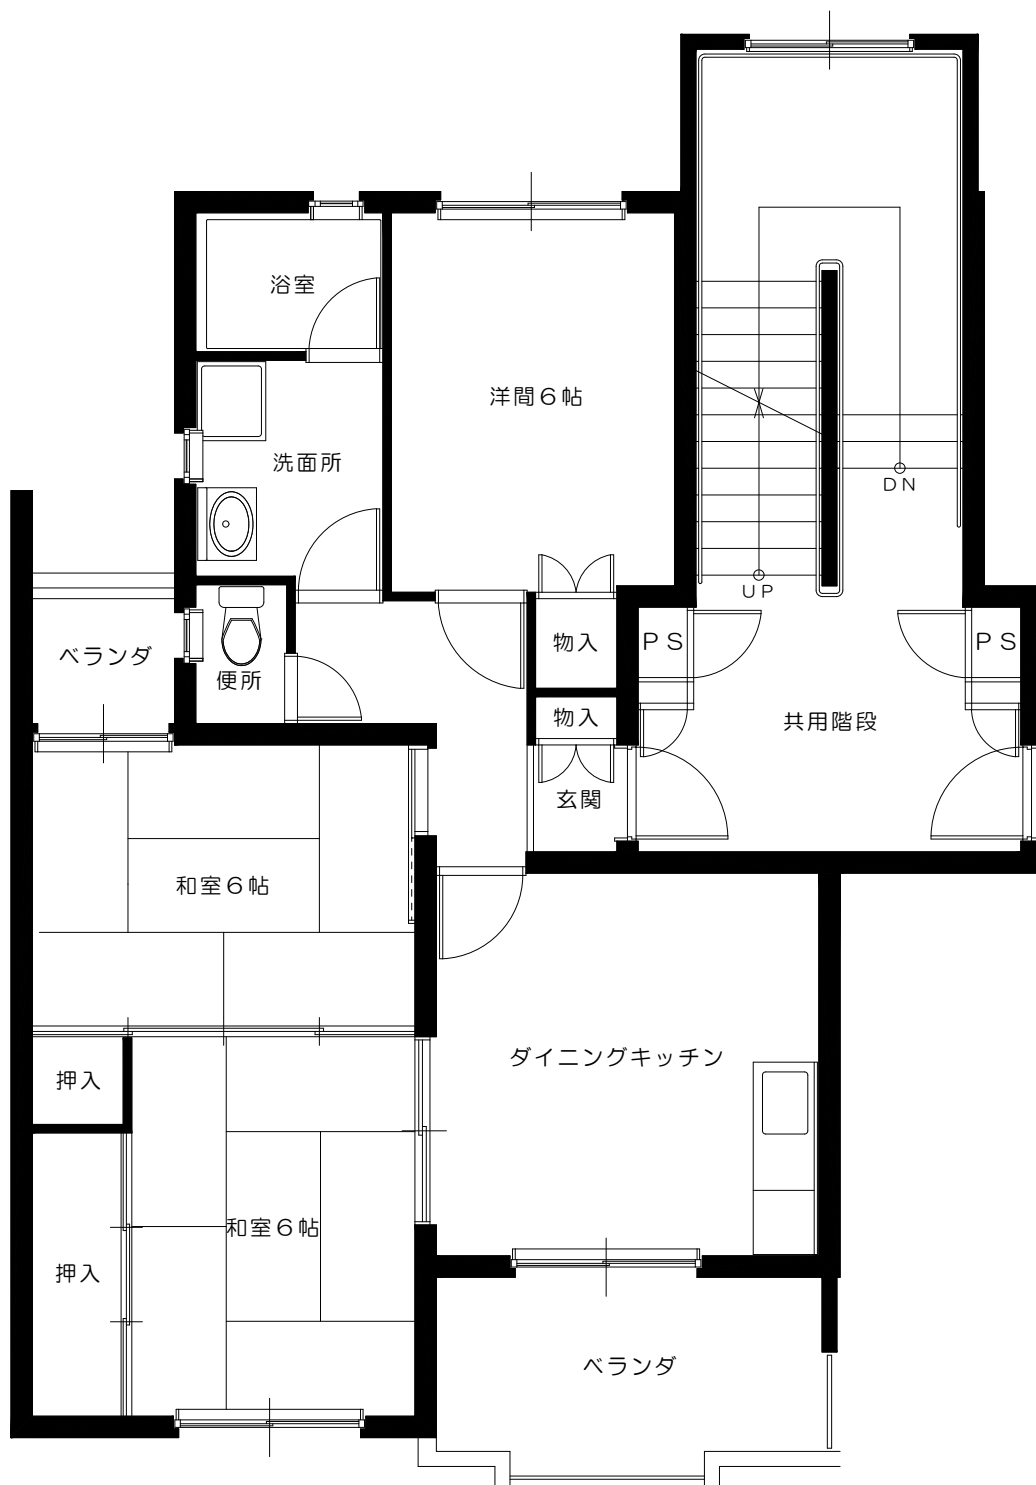 浴室
洋間６帖
洗面所
DN
UP
物入
PS
PS
ベランダ
便所
物入
共用階段
玄関
和室６帖
ダイニングキッチン
押入
和室６帖
押入
ベランダ